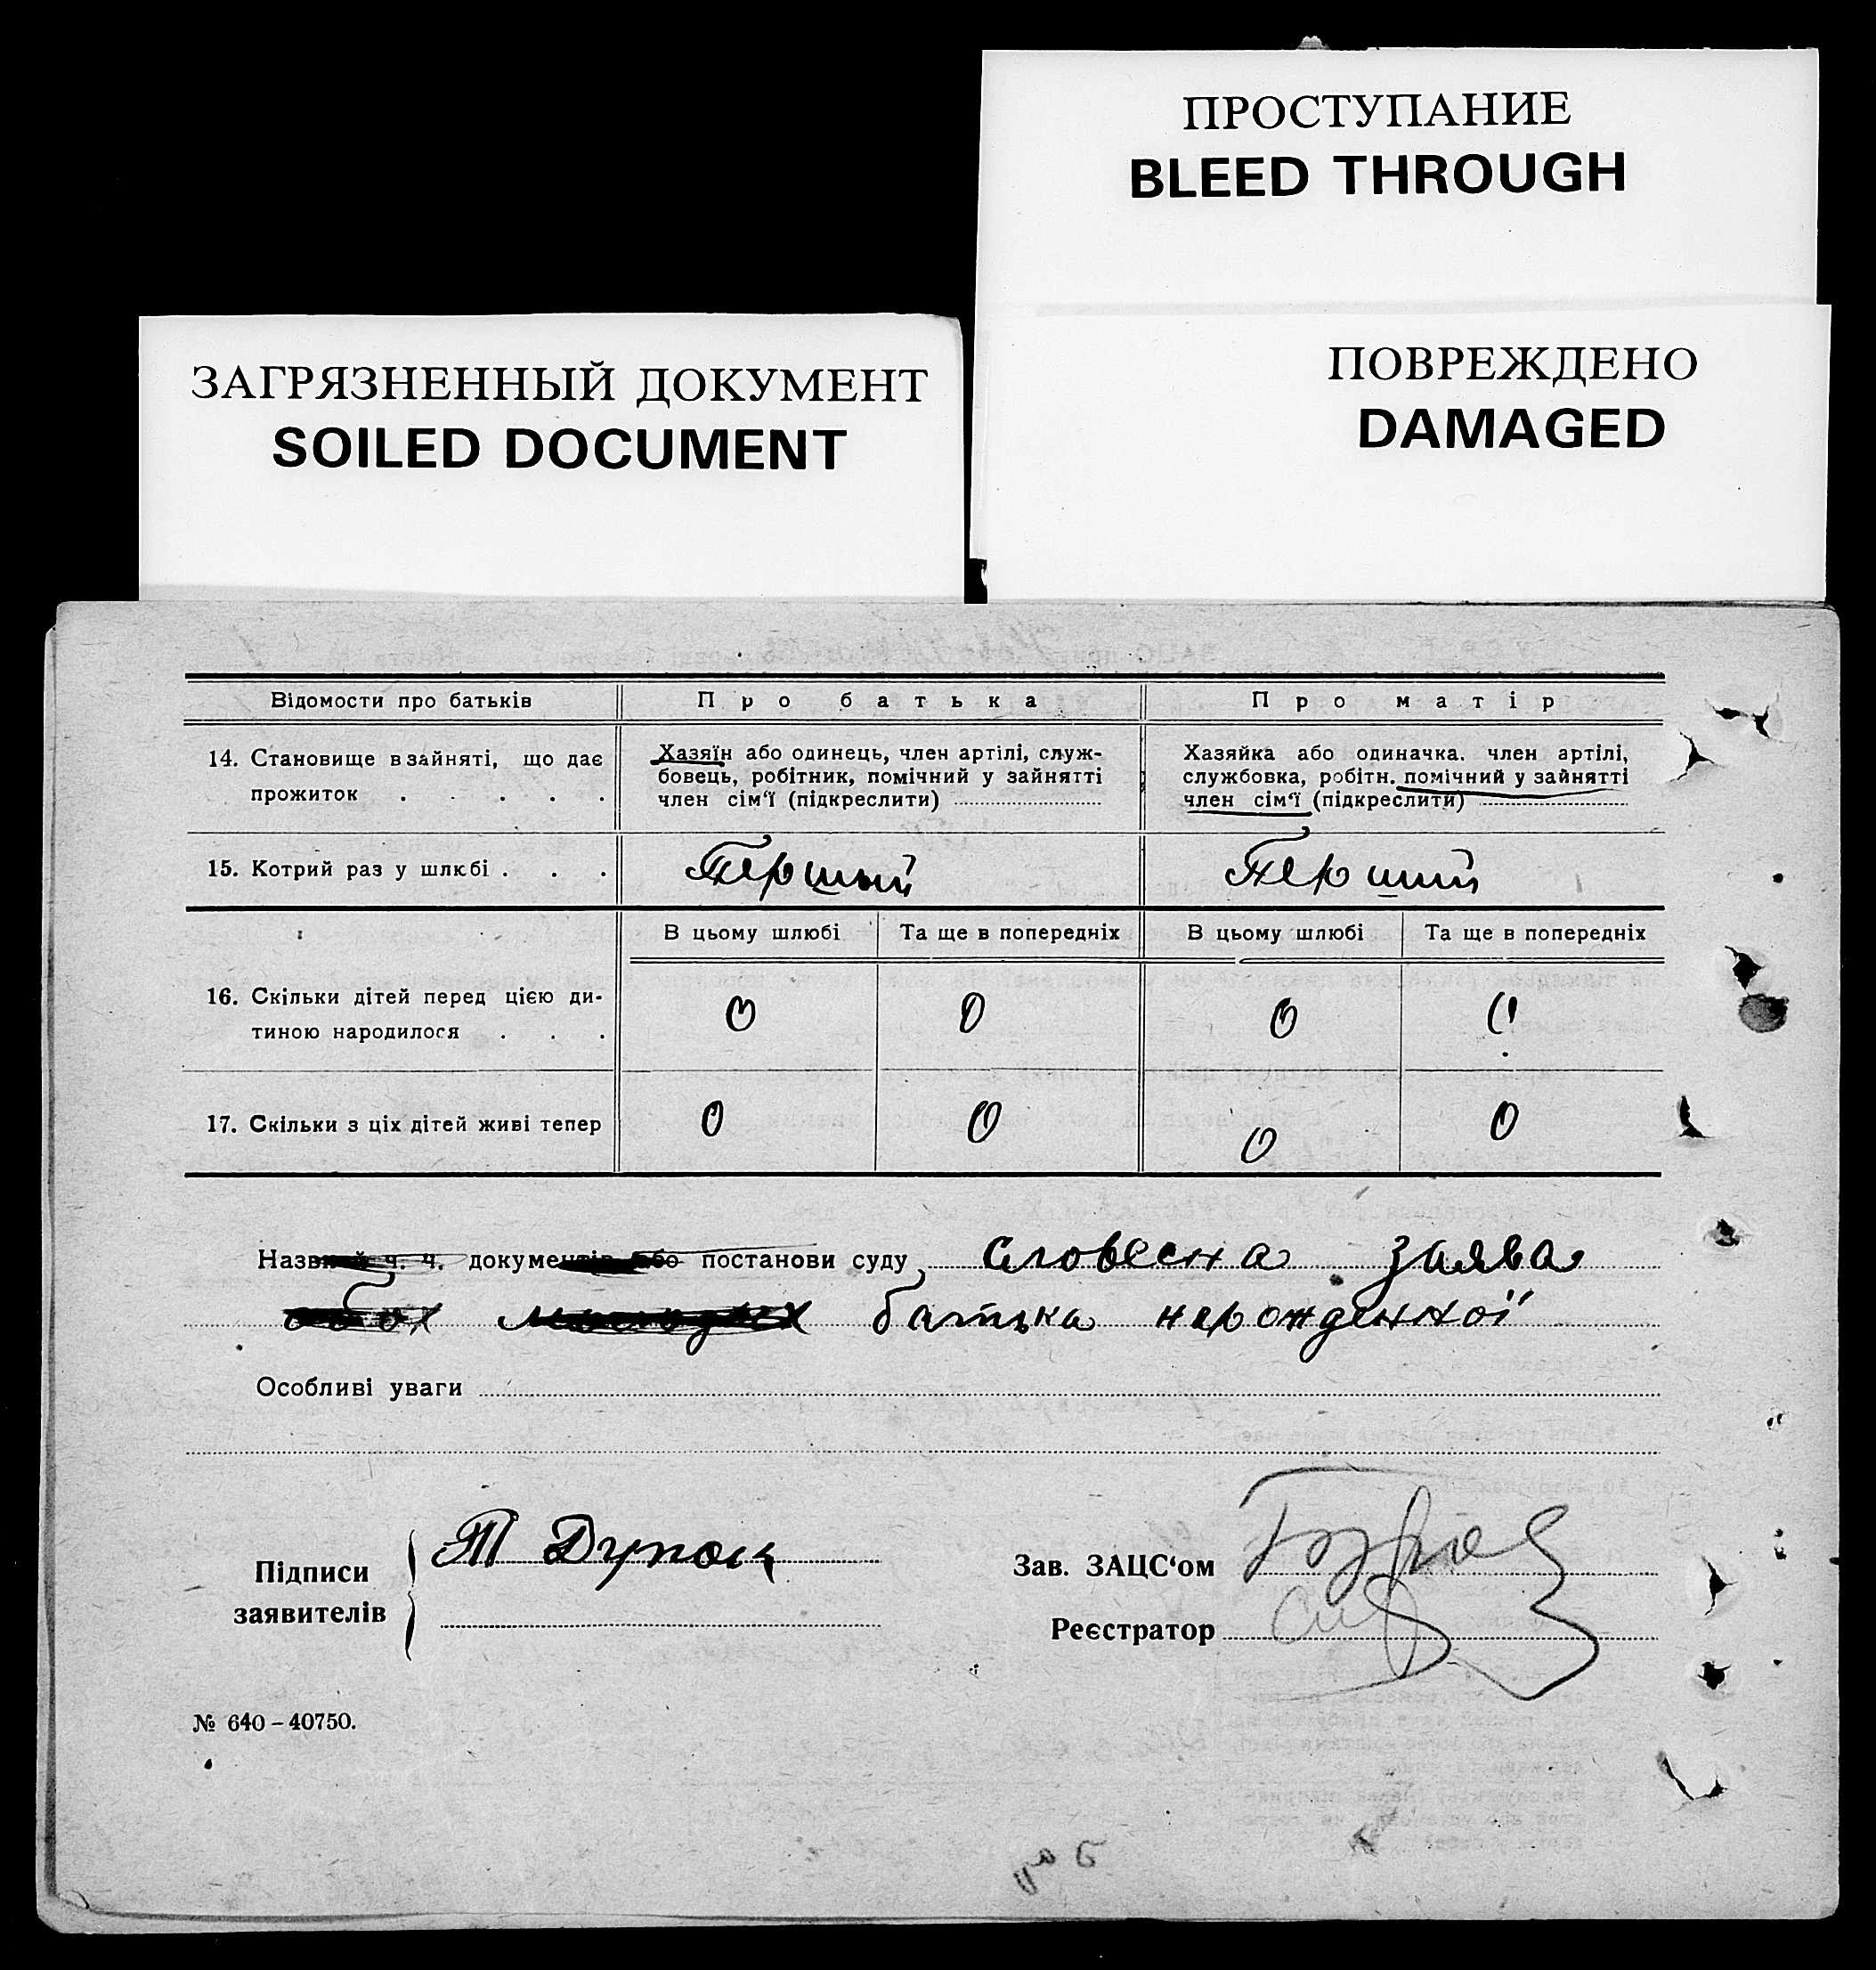 ПРОСТУПАНИЕ
BLEED THROUGH
ЗАГРЯЗНЕННЫЙ ДОКУМЕНТ
SOILED DOCUMENT
ПОВРЕЖДЕНО
DAMAGED
Відомости про батьків Про батька Про матір
14. Становище в зайняті, що дає прожиток . . . . .
Хазяїн або одинець, член артілі, служ-
бовець, робітник, помічний у зайнятті
член сім‘ї (підкреслити)
Хазяйка або одиначка. член артілі,
службовка, робітн. помічний у зайнятті
член сім‘ї (підкреслити)
15. Котрий раз у шлюбі . . . Першый Перший
В цьому шлюбі Та ще в попередніх В цьому шлюбі Та ще в попередніх
16. Скільки дітей перед цією ди-
тиною народилося . . . 0 0 0 0
17. Скільки з ціх дітей живі тепер 0 0 0 0
ч. ч. постанови суду словесна заява
батька нарожденної
Особливі уваги
Підписи
заявителів
Зав. ЗАЦС‘ом
Реєстратор
№ 640–40750.